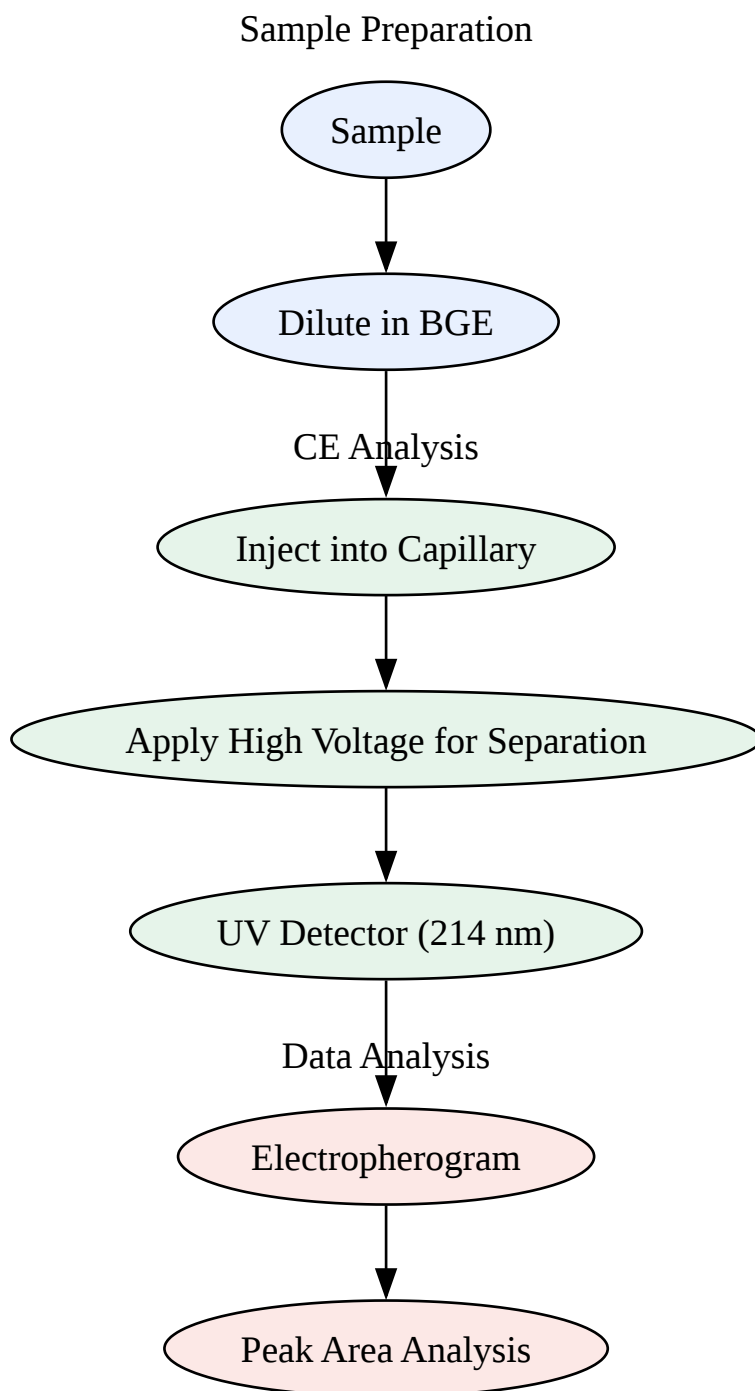 Sample Preparation
Sample
Dilute in BGE
CE Analysis
Inject into Capillary
Apply High Voltage for Separation
UV Detector (214 nm)
Data Analysis
Electropherogram
Peak Area Analysis